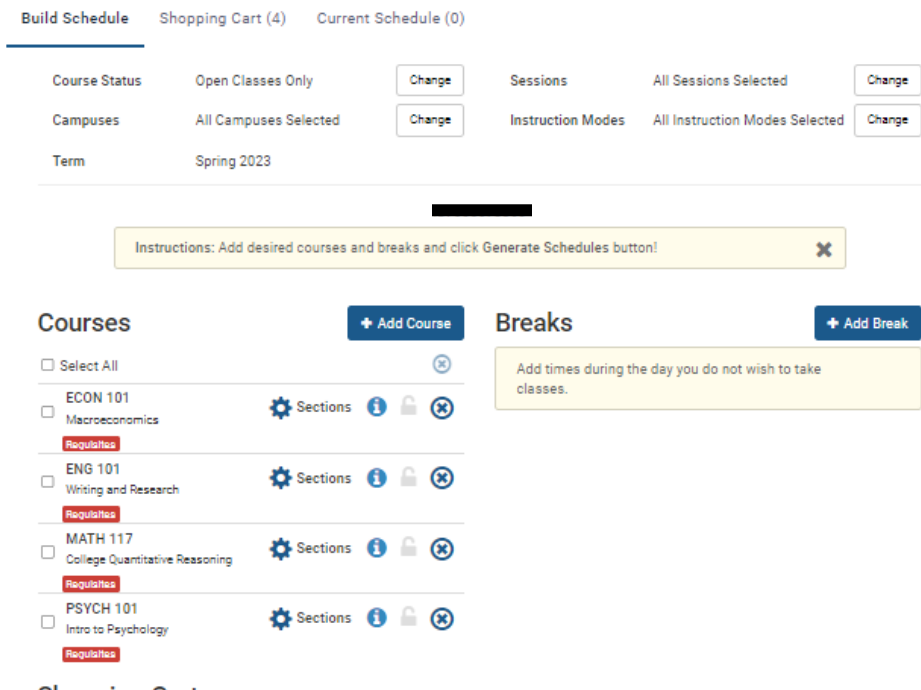 Build Schedule Shopping Cart (4) Current Schedule (0)
Course Status Open Classes Only Change Sessions All Sessions Selected Change
Campuses All Campuses Selected Change Instruction Modes All Instruction Modes Selected Change
Term Spring 2023
Instructions: Add desired courses and breaks and click Generate Schedules button!
Courses + Add Course
Select All
ECON 101
Macroeconomics
Sections
Requisites
ENG 101
Writing and Research
Sections
Requisites
MATH 117
College Quantitative Reasoning
Sections
Requisites
PSYCH 101
Intro to Psychology
Sections
Requisites
Breaks + Add Break
Add times during the day you do not wish to take
classes.